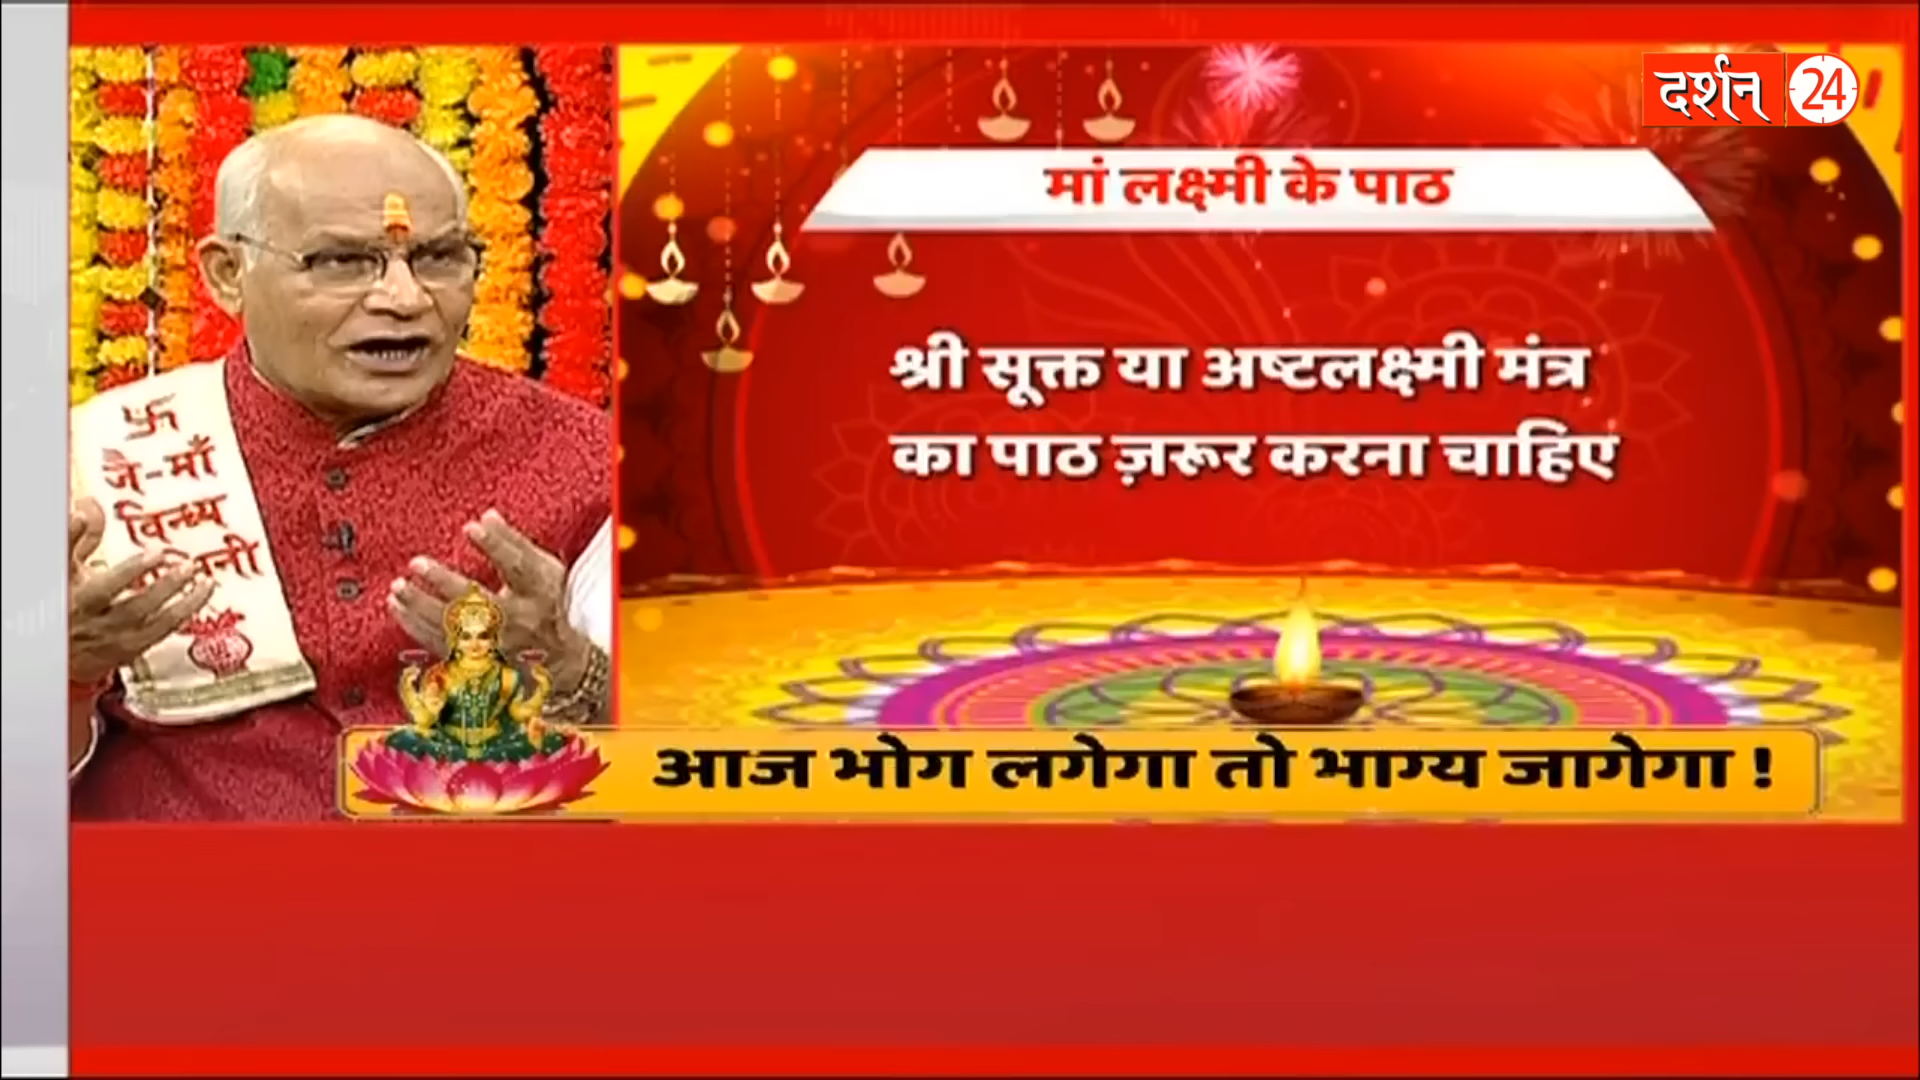 दर्शन 24
मां लक्ष्मी के पाठ
श्री सूक्त या अष्टलक्ष्मी मंत्र
का पाठ ज़रूर करना चाहिए
जै-माँ
विन्ध्य
आज भोग लगेगा तो भाग्य जागेगा !